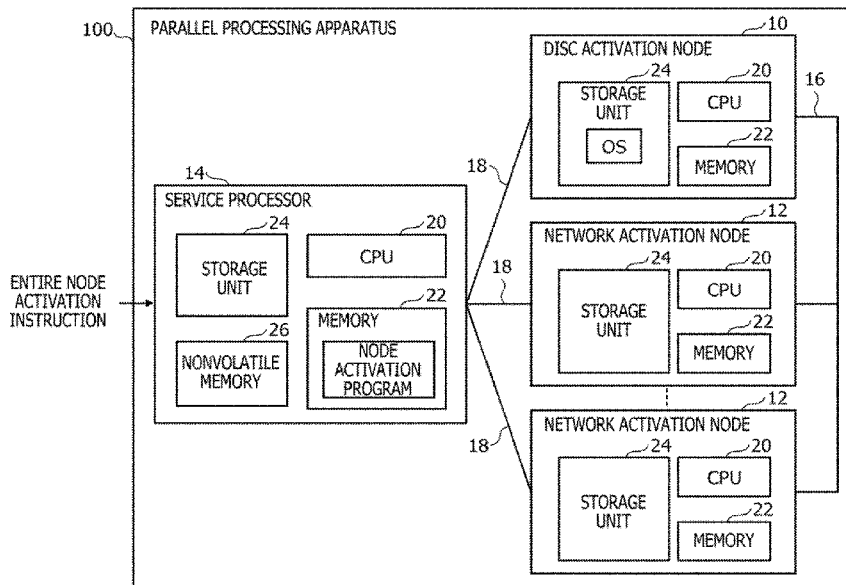 100
PARALLEL PROCESSING APPARATUS
10
DISC ACTIVATION NODE
24
STORAGE
UNIT
OS
20
CPU
22
MEMORY
16
18
14
SERVICE PROCESSOR
24
STORAGE
UNIT
20
CPU
26
NONVOLATILE
MEMORY
22
MEMORY
NODE
ACTIVATION
PROGRAM
ENTIRE NODE
ACTIVATION
INSTRUCTION
18
12
NETWORK ACTIVATION NODE
24
STORAGE
UNIT
20
CPU
22
MEMORY
18
12
NETWORK ACTIVATION NODE
24
STORAGE
UNIT
20
CPU
22
MEMORY